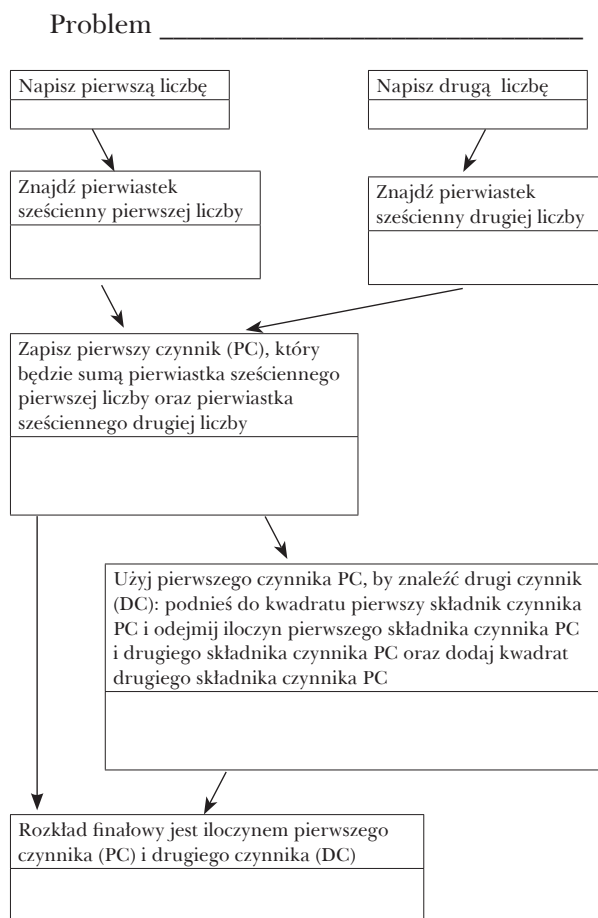 Problem _______________________________
Napisz pierwszą liczbę
Napisz drugą liczbę
Znajdź pierwiastek
sześcienny pierwszej liczby
Znajdź pierwiastek
sześcienny drugiej liczby
Zapisz pierwszy czynnik (PC), który
będzie sumą pierwiastka sześciennego
pierwszej liczby oraz pierwiastka
sześciennego drugiej liczby
Użyj pierwszego czynnika PC, by znaleźć drugi czynnik
(DC): podnieś do kwadratu pierwszy składnik czynnika
PC i odejmij iloczyn pierwszego składnika czynnika PC
i drugiego składnika czynnika PC oraz dodaj kwadrat
drugiego składnika czynnika PC
Rozkład finałowy jest iloczynem pierwszego
czynnika (PC) i drugiego czynnika (DC)